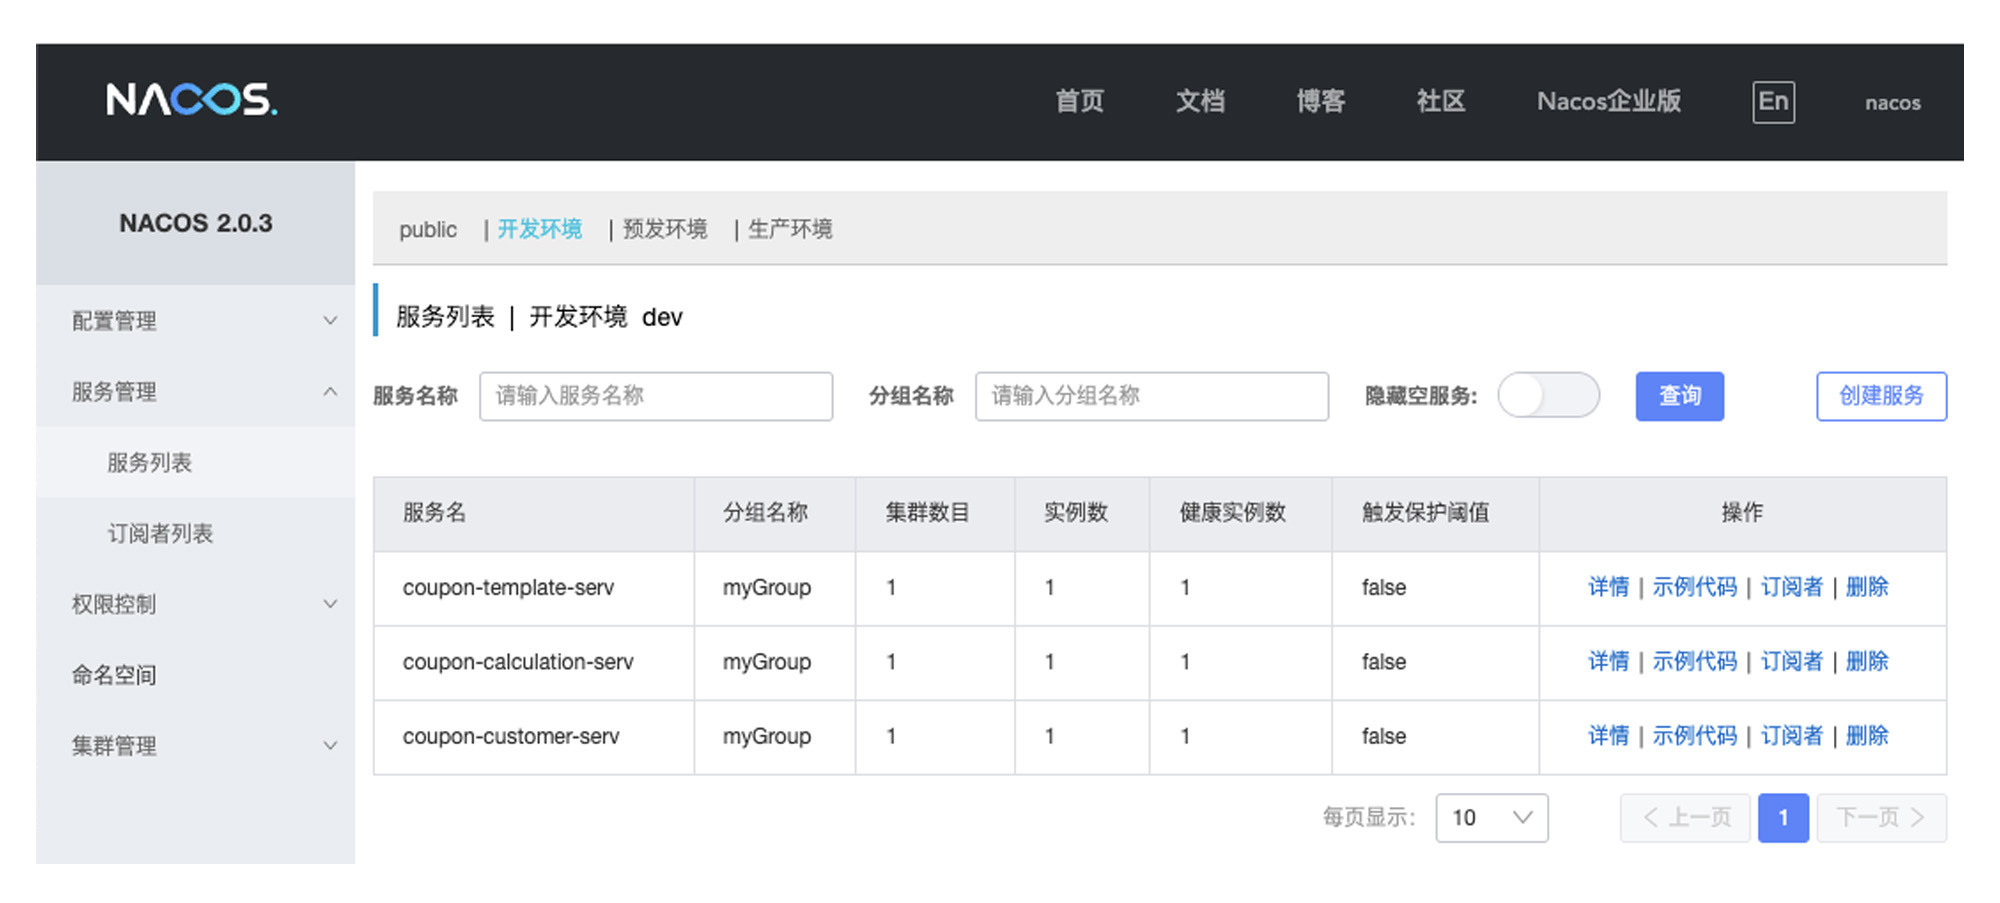 NACOS. 首页 文档 博客 社区 Nacos企业版 En nacos
NACOS 2.0.3
配置管理
服务管理
服务列表
订阅者列表
权限控制
命名空间
集群管理
public | 开发环境 | 预发环境 | 生产环境
服务列表 | 开发环境 dev
服务名称 请输入服务名称 分组名称 请输入分组名称 隐藏空服务: 查询 创建服务
服务名 分组名称 集群数目 实例数 健康实例数 触发保护阈值 操作
coupon-template-serv myGroup 1 1 1 false 详情 | 示例代码 | 订阅者 | 删除
coupon-calculation-serv myGroup 1 1 1 false 详情 | 示例代码 | 订阅者 | 删除
coupon-customer-serv myGroup 1 1 1 false 详情 | 示例代码 | 订阅者 | 删除
每页显示: 10 上一页 1 下一页